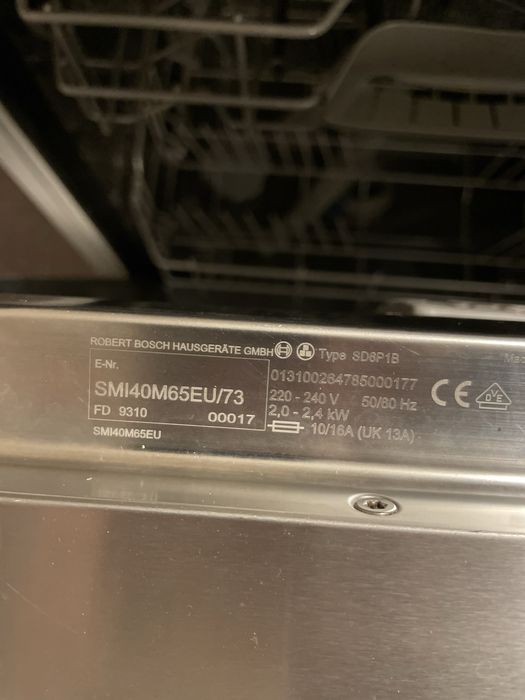 ROBERT BOSCH HAUSGERÄTE GMBH Type SD6P1B
E-Nr.
SMI40M65EU/73
FD 9310 00017
SMI40M65EU
013100264785000177
220 - 240 V 50/60 Hz
2,0 - 2,4 kW
10/16A (UK 13A)
CE
DVE